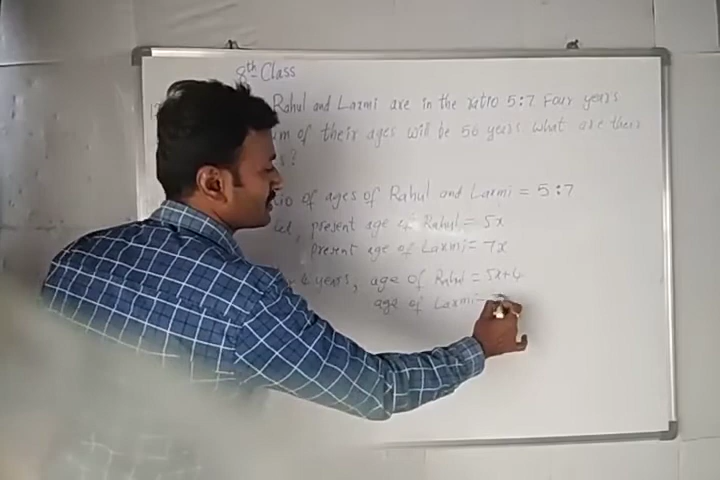 8th Class
Rahul and Laxmi are in the ratio 5:7 Four years
of their ages will be 56 years what are their
?
of ages of Rahul and Laxmi = 5:7
Let, present age of Rahul = 5x
present age of Laxmi = 7x
4 years, age of Rahul = 5x+4
age of Laxmi =